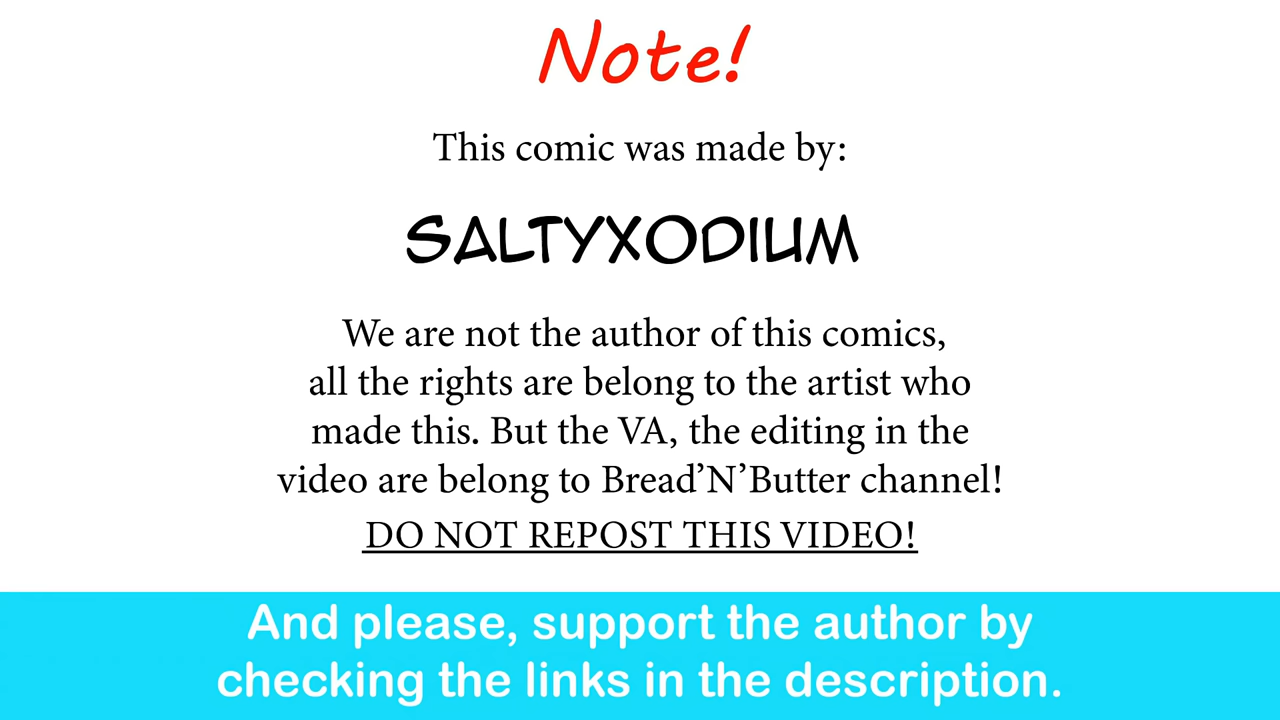 Note!
This comic was made by:
SALTYXODIUM
We are not the author of this comics,
all the rights are belong to the artist who
made this. But the VA, the editing in the
video are belong to Bread’N’Butter channel!
DO NOT REPOST THIS VIDEO!
And please, support the author by
checking the links in the description.